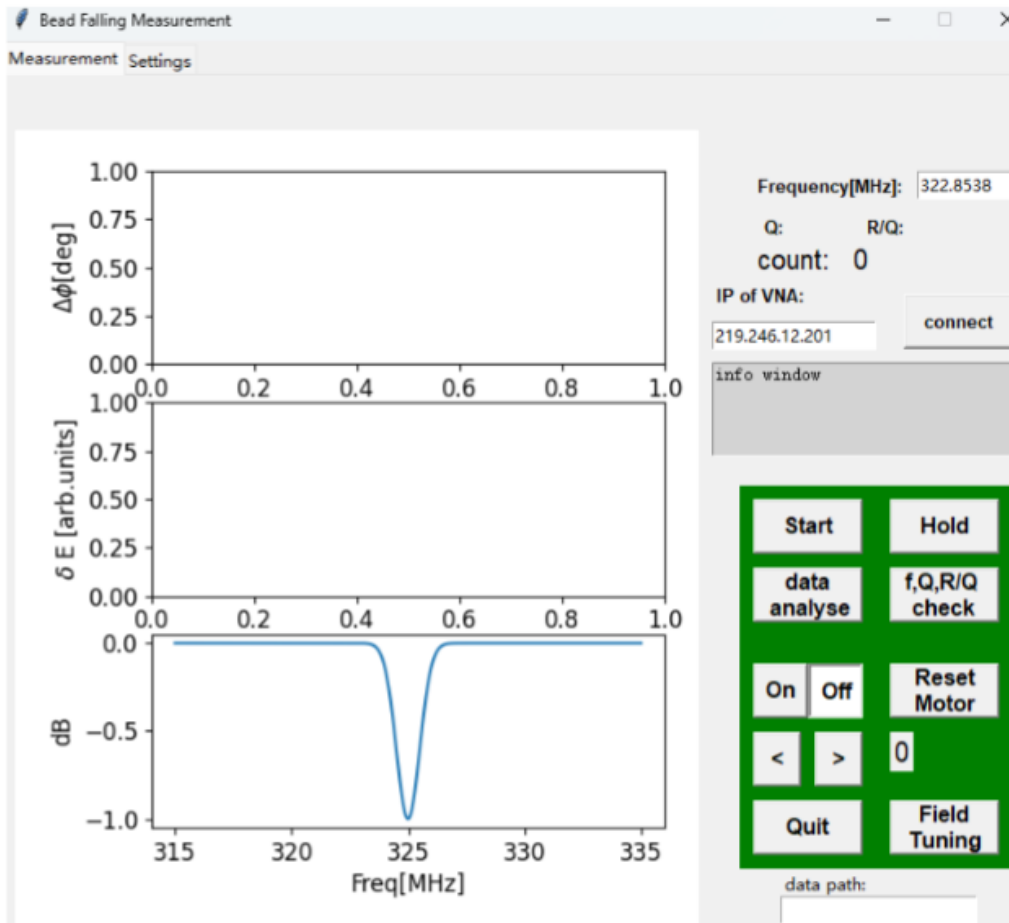 Bead Falling Measurement
Measurement Settings
1.00
0.75
0.50
0.25
0.00
Δϕ[deg]
0.0 0.2 0.4 0.6 0.8 1.0
1.00
0.75
0.50
0.25
0.00
δ E [arb.units]
0.0 0.2 0.4 0.6 0.8 1.0
0.0
−0.5
−1.0
dB
315 320 325 330 335
Freq[MHz]
Frequency[MHz]: 322.8538
Q: R/Q:
count: 0
IP of VNA:
219.246.12.201 connect
info window
Start Hold
data analyse
f,Q,R/Q check
On Off
Reset Motor
< > 0
Quit
Field Tuning
data path: